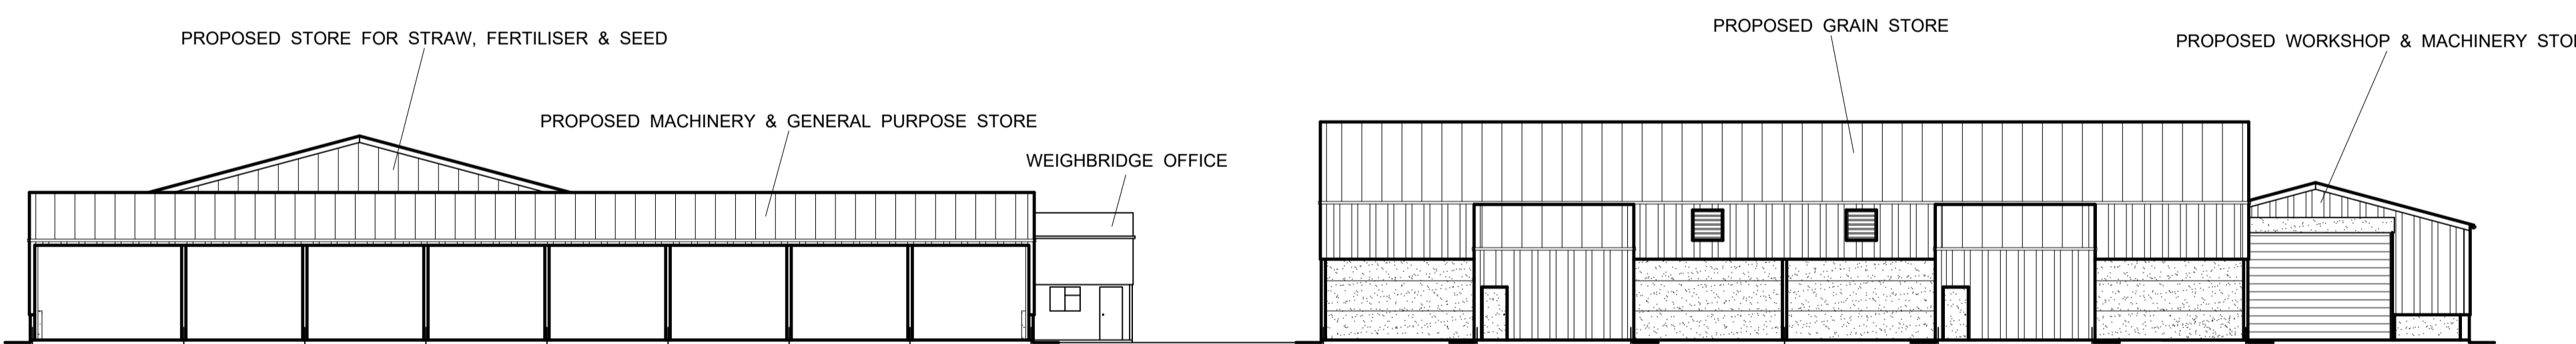 PROPOSED STORE FOR STRAW, FERTILISER & SEED
PROPOSED MACHINERY & GENERAL PURPOSE STORE
WEIGHBRIDGE OFFICE
PROPOSED GRAIN STORE
PROPOSED WORKSHOP & MACHINERY